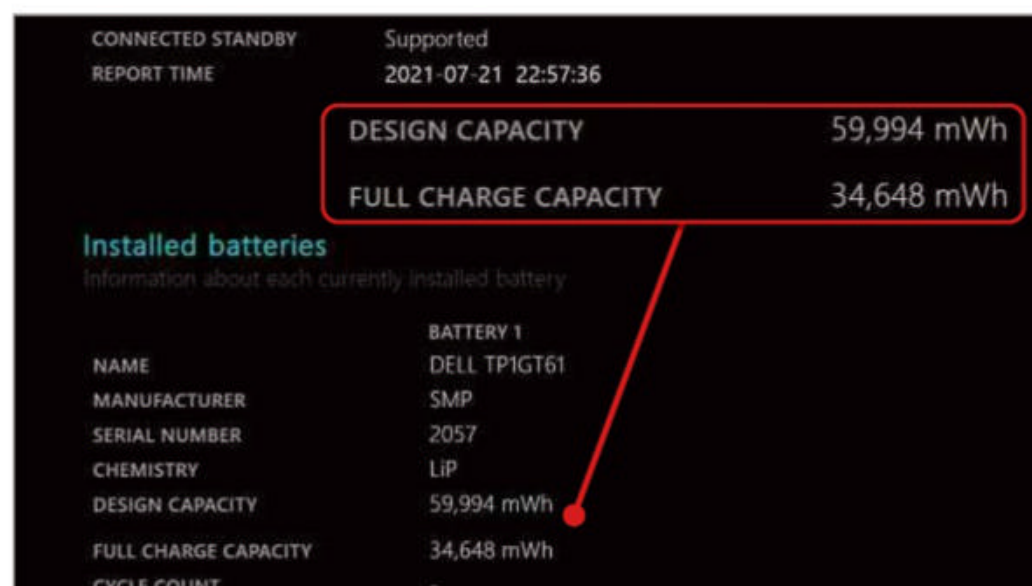 CONNECTED STANDBY Supported
REPORT TIME 2021-07-21 22:57:36
DESIGN CAPACITY 59,994 mWh
FULL CHARGE CAPACITY 34,648 mWh
Installed batteries
Information about each currently installed battery
BATTERY 1
NAME DELL TP1GT61
MANUFACTURER SMP
SERIAL NUMBER 2057
CHEMISTRY LiP
DESIGN CAPACITY 59,994 mWh
FULL CHARGE CAPACITY 34,648 mWh
CYCLE COUNT -